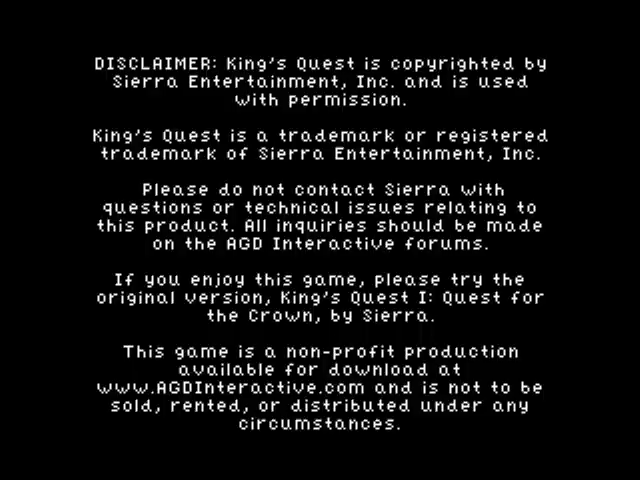 DISCLAIMER: King's Quest is copyrighted by
Sierra Entertainment, Inc. and is used
with permission.
King's Quest is a trademark or registered
trademark of Sierra Entertainment, Inc.
Please do not contact Sierra with
questions or technical issues relating to
this product. All inquiries should be made
on the AGD Interactive forums.
If you enjoy this game, please try the
original version, King's Quest I: Quest for
the Crown, by Sierra.
This game is a non-profit production
available for download at
www.AGDInteractive.com and is not to be
sold, rented, or distributed under any
circumstances.